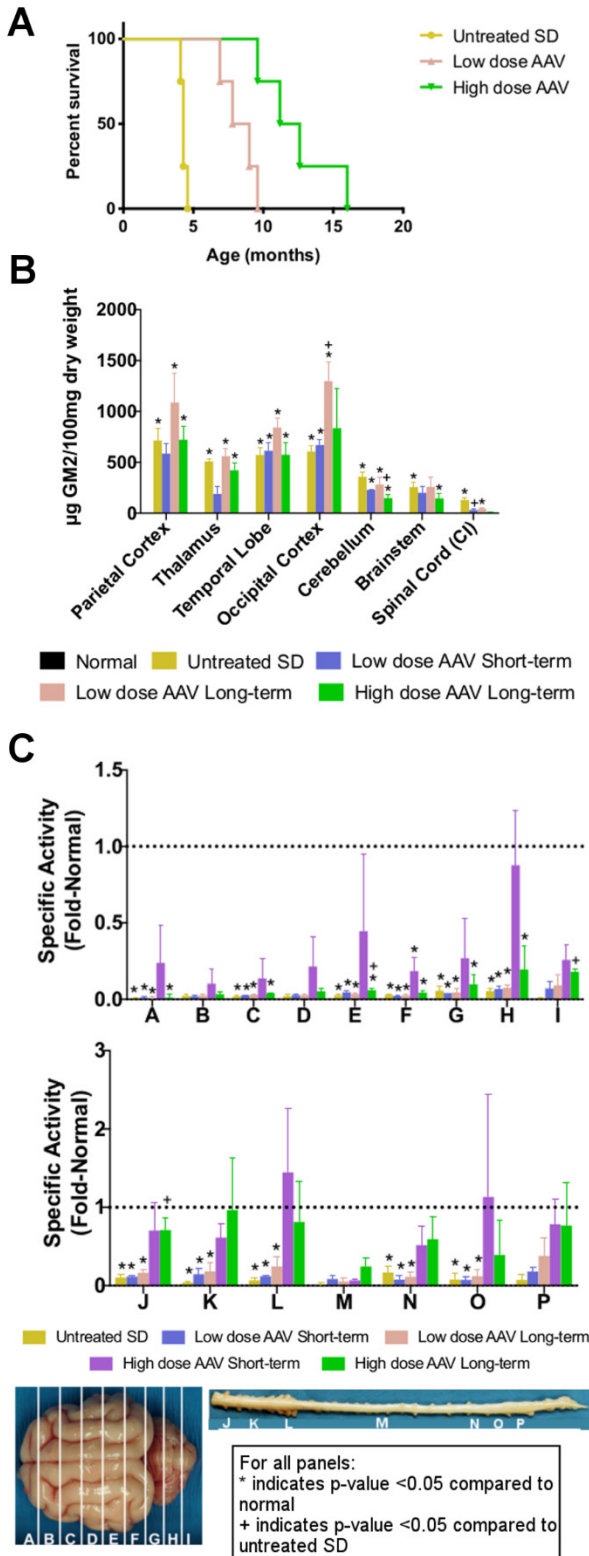 A
Percent survival
100
50
0
0
5
10
15
20
Age (months)
Untreated SD
Low dose AAV
High dose AAV
B
µg GM2/100mg dry weight
2000
1500
1000
500
0
* * * * * * * * * + * * * * * + * * * * + *
Parietal Cortex
Thalamus
Temporal Lobe
Occipital Cortex
Cerebellum
Brainstem
Spinal Cord (CI)
Normal
Untreated SD
Low dose AAV Short-term
Low dose AAV Long-term
High dose AAV Long-term
C
Specific Activity
(Fold-Normal)
1.5
1.0
0.5
0.0
A B C D E F G H I
Specific Activity
(Fold-Normal)
3
2
1
0
J K L M N O P
Untreated SD
Low dose AAV Short-term
Low dose AAV Long-term
High dose AAV Short-term
High dose AAV Long-term
A B C D E F G H I
J K L M N O P
For all panels:
* indicates p-value <0.05 compared to
normal
+ indicates p-value <0.05 compared to
untreated SD